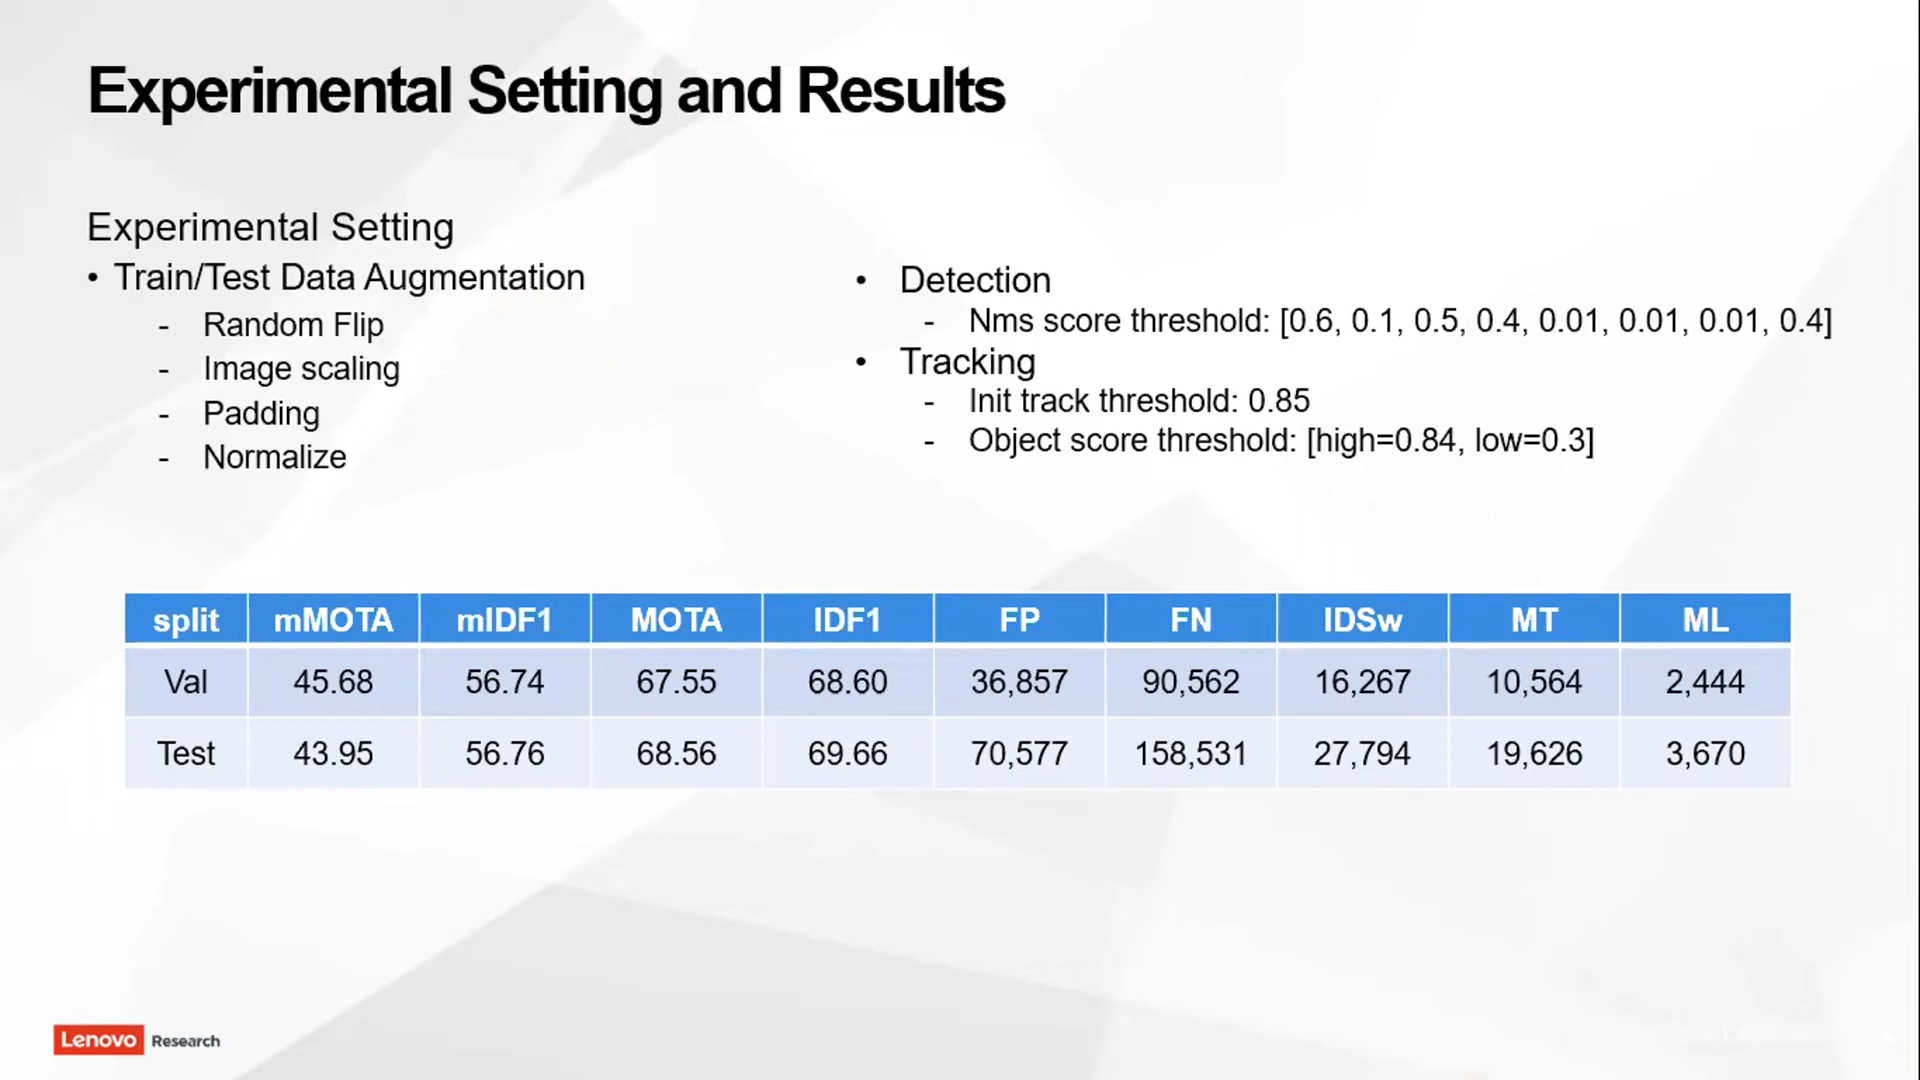 Experimental Setting and Results
Experimental Setting
• Train/Test Data Augmentation
- Random Flip
- Image scaling
- Padding
- Normalize
• Detection
- Nms score threshold: [0.6, 0.1, 0.5, 0.4, 0.01, 0.01, 0.01, 0.4]
• Tracking
- Init track threshold: 0.85
- Object score threshold: [high=0.84, low=0.3]
split mMOTA mIDF1 MOTA IDF1 FP FN IDSw MT ML
Val 45.68 56.74 67.55 68.60 36,857 90,562 16,267 10,564 2,444
Test 43.95 56.76 68.56 69.66 70,577 158,531 27,794 19,626 3,670
Lenovo Research